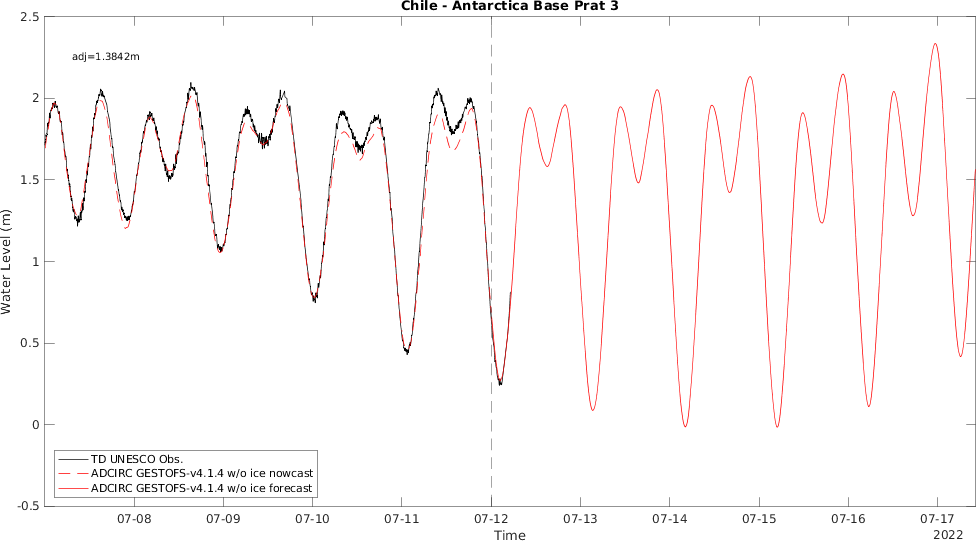 Chile - Antarctica Base Prat 3
adj=1.3842m
2.5
2
1.5
1
0.5
0
-0.5
Water Level (m)
TD UNESCO Obs.
ADCIRC GESTOFS-v4.1.4 w/o ice nowcast
ADCIRC GESTOFS-v4.1.4 w/o ice forecast
07-08 07-09 07-10 07-11 07-12 07-13 07-14 07-15 07-16 07-17
Time
2022